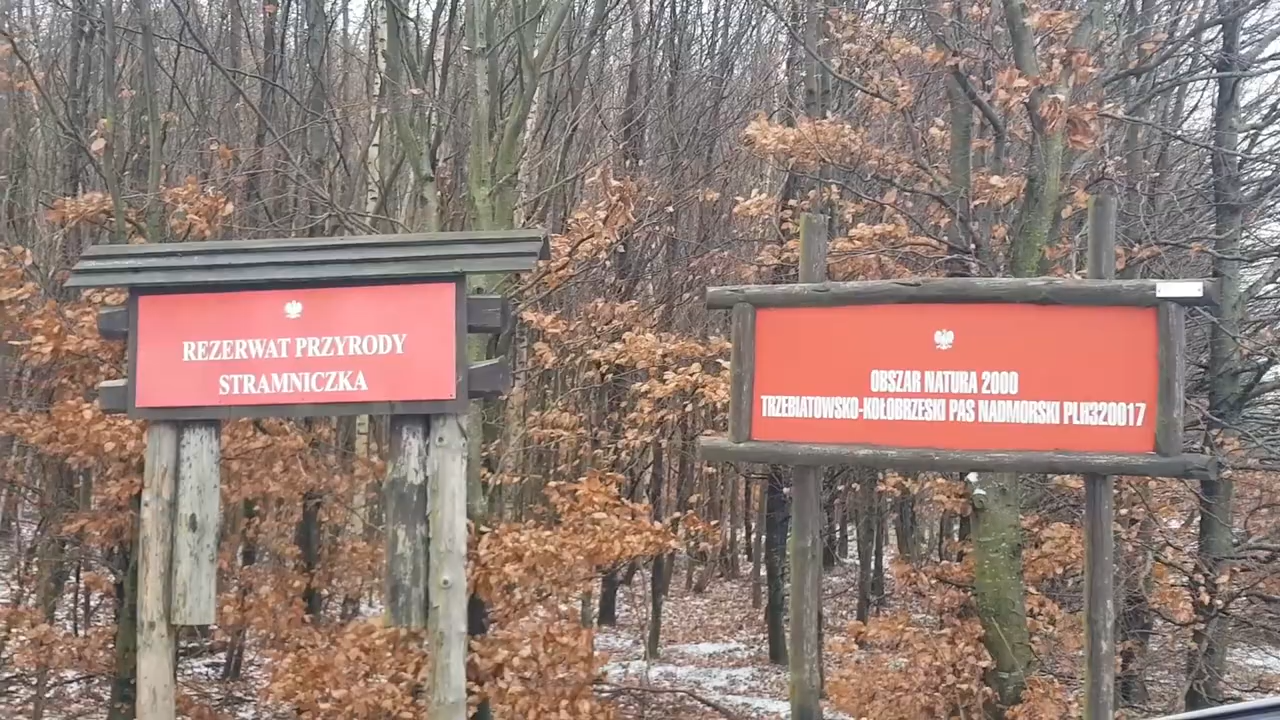 REZERWAT PRZYRODY
STRAMNICZKA
OBSZAR NATURA 2000
TRZEBIATOWSKO-KOŁOBRZESKI PAS NADMORSKI PLH320017